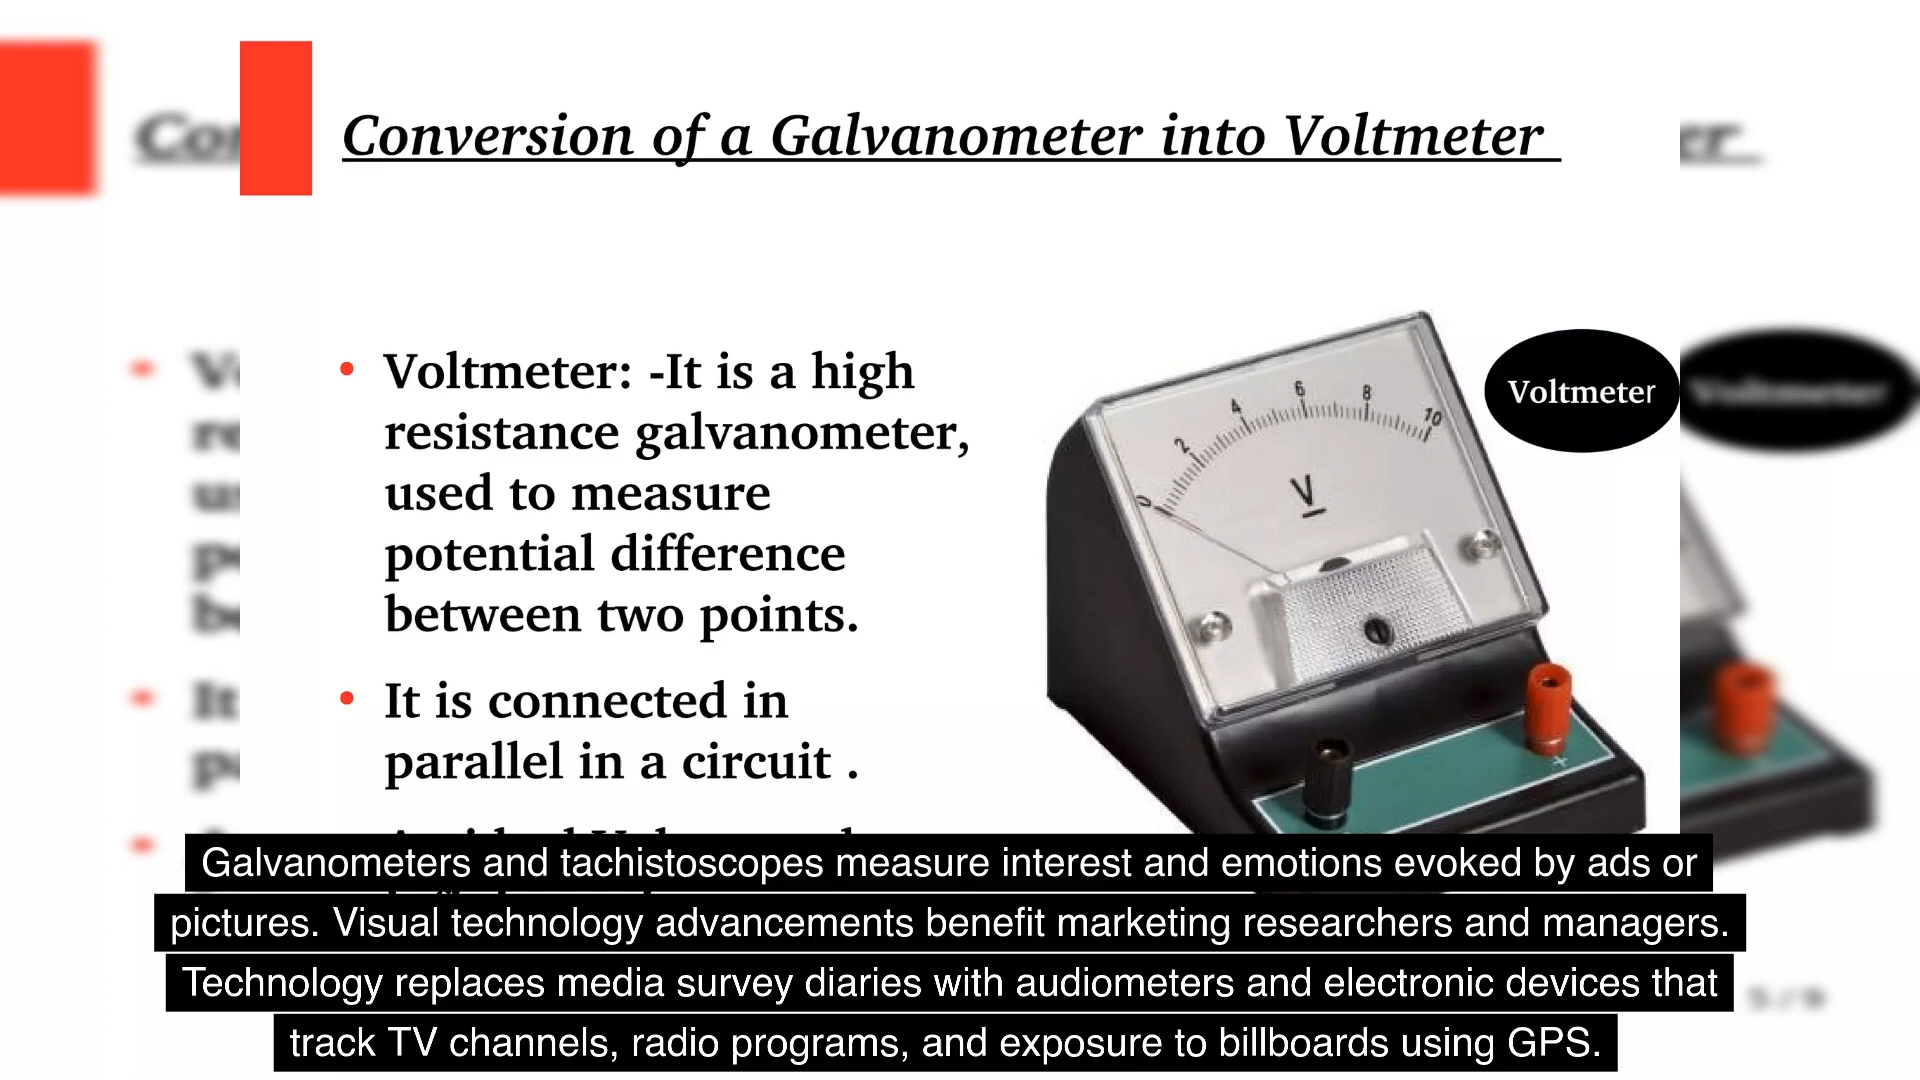 Conversion of a Galvanometer into Voltmeter
• Voltmeter: -It is a high
resistance galvanometer,
used to measure
potential difference
between two points.
• It is connected in
parallel in a circuit .
Voltmeter
0 2 4 6 8 10
V
+
Galvanometers and tachistoscopes measure interest and emotions evoked by ads or
pictures. Visual technology advancements benefit marketing researchers and managers.
Technology replaces media survey diaries with audiometers and electronic devices that
track TV channels, radio programs, and exposure to billboards using GPS.